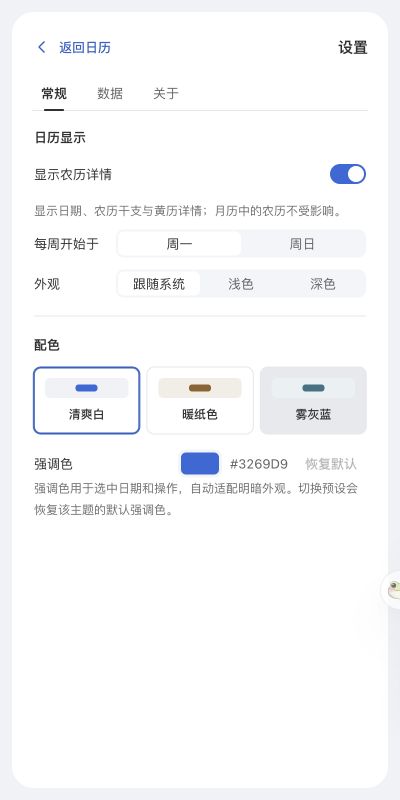 返回日历
设置
常规 数据 关于
日历显示
显示农历详情
显示日期、农历干支与黄历详情；月历中的农历不受影响。
每周开始于 周一 周日
外观 跟随系统 浅色 深色
配色
清爽白 暖纸色 雾灰蓝
强调色 #3269D9 恢复默认
强调色用于选中日期和操作，自动适配明暗外观。切换预设会
恢复该主题的默认强调色。